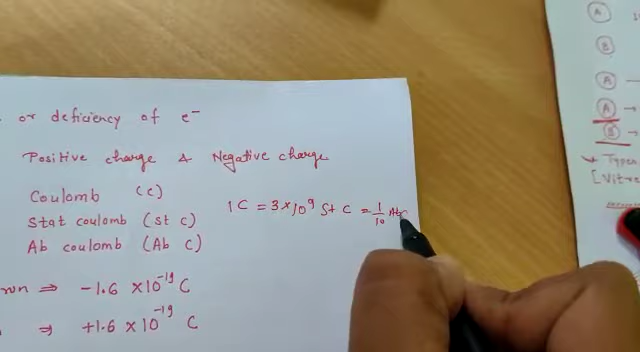 or deficiency of e⁻
Positive charge & Negative charge
Coulomb (C)
Stat coulomb (st C) 1 C = 3 × 10⁹ St C = 1/10 Ab C
Ab coulomb (Ab C)
⇒ -1.6 × 10⁻¹⁹ C
⇒ +1.6 × 10⁻¹⁹ C
A
B
A
A →
B →
Types